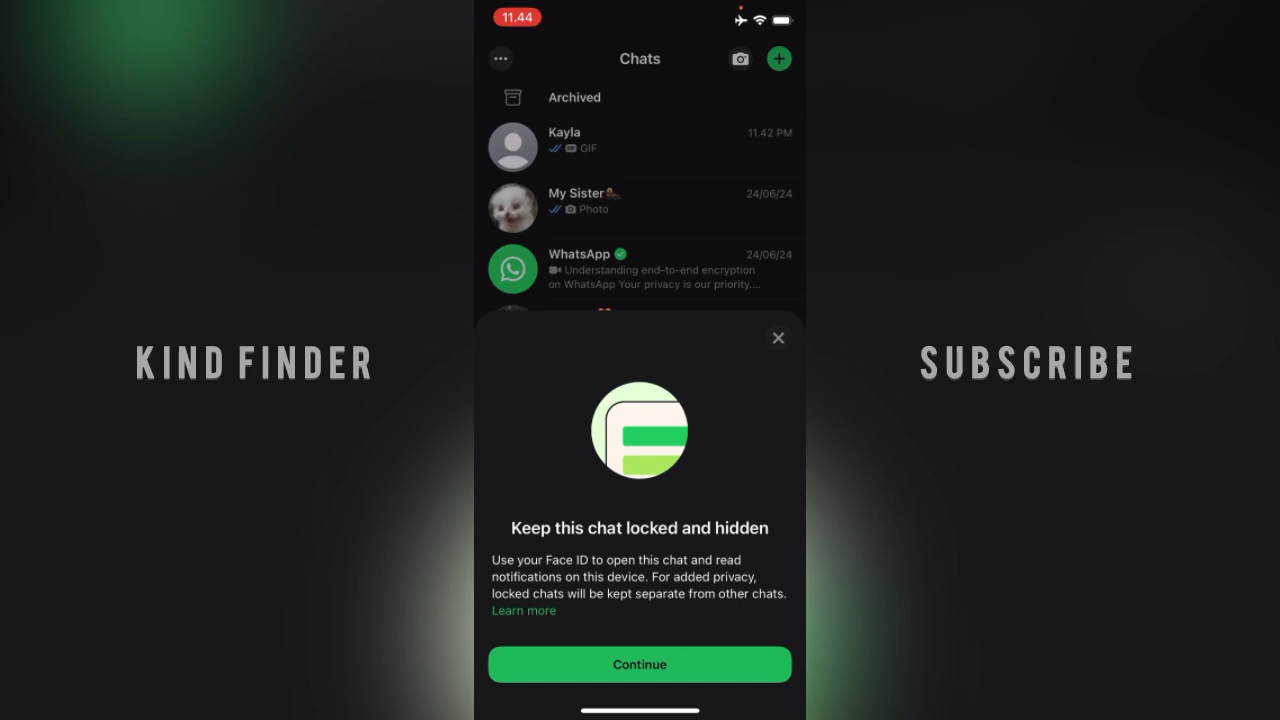 11.44
Chats
Archived
Kayla
11.42 PM
GIF
My Sister
24/06/24
Photo
WhatsApp
24/06/24
Understanding end-to-end encryption
on WhatsApp Your privacy is our priority....
KIND FINDER
SUBSCRIBE
Keep this chat locked and hidden
Use your Face ID to open this chat and read
notifications on this device. For added privacy,
locked chats will be kept separate from other chats.
Learn more
Continue